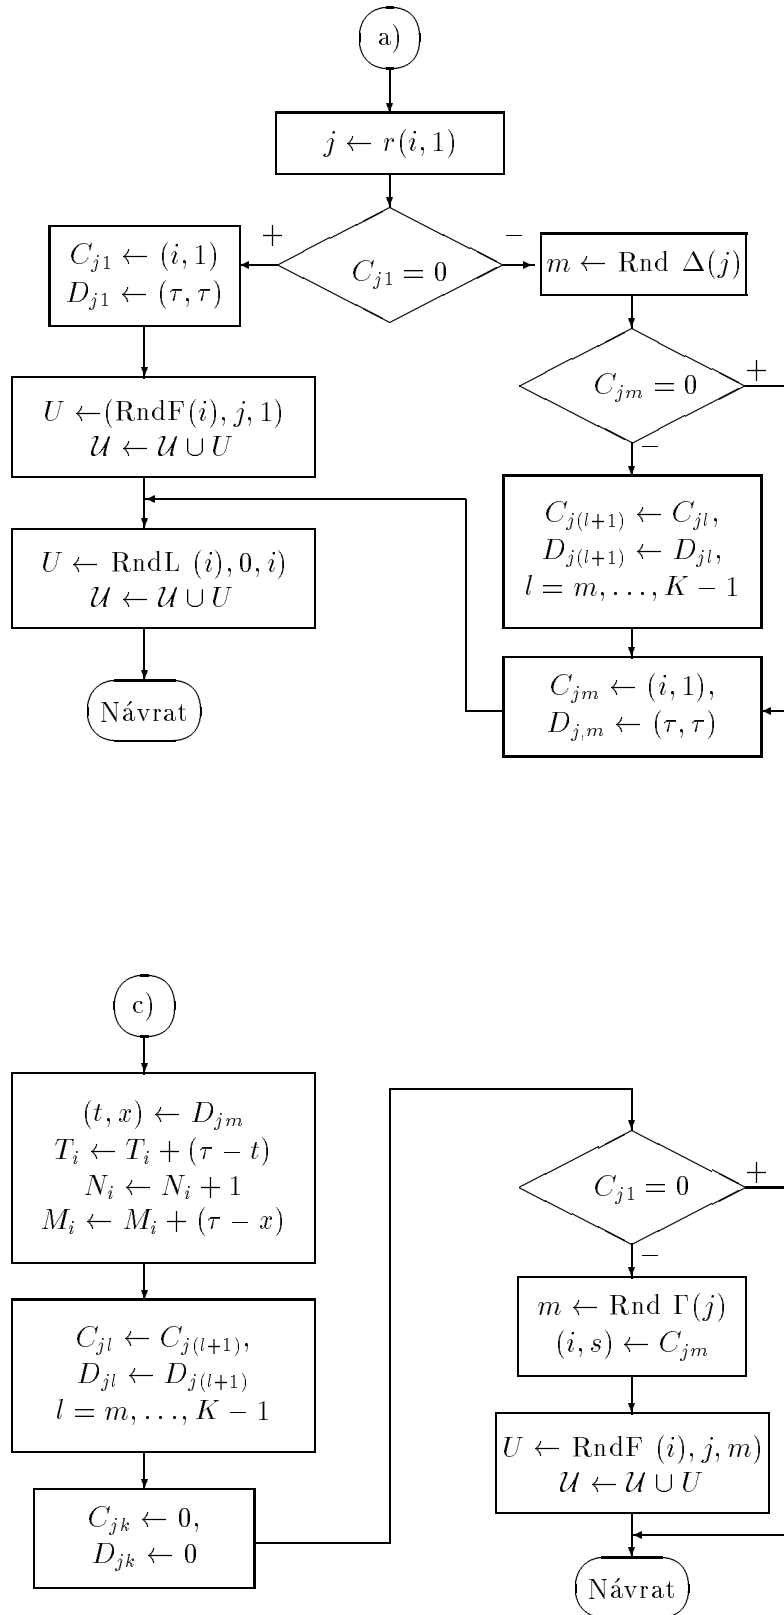 a)
j ← r(i, 1)
C_{j1} = 0
+
−
C_{j1} ← (i, 1)
D_{j1} ← (τ, τ)
U ←(RndF(i), j, 1)
𝒰 ← 𝒰 ∪ U
U ← RndL (i), 0, i)
𝒰 ← 𝒰 ∪ U
Návrat
m ← Rnd Δ(j)
C_{jm} = 0
+
−
C_{j(l+1)} ← C_{jl},
D_{j(l+1)} ← D_{jl},
l = m, . . . , K − 1
C_{jm} ← (i, 1),
D_{j,m} ← (τ, τ)
c)
(t, x) ← D_{jm}
T_i ← T_i + (τ − t)
N_i ← N_i + 1
M_i ← M_i + (τ − x)
C_{jl} ← C_{j(l+1)},
D_{jl} ← D_{j(l+1)}
l = m, . . . , K − 1
C_{jk} ← 0,
D_{jk} ← 0
C_{j1} = 0
+
−
m ← Rnd Γ(j)
(i, s) ← C_{jm}
U ← RndF (i), j, m)
𝒰 ← 𝒰 ∪ U
Návrat